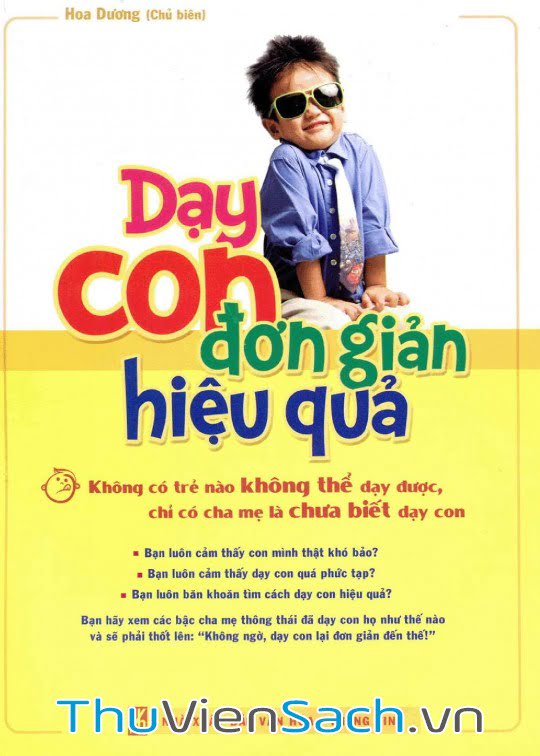 Hoa Dương (Chủ biên)
Dạy
con
đơn giản
hiệu quả
Không có trẻ nào không thể dạy được,
chỉ có cha mẹ là chưa biết dạy con
Bạn luôn cảm thấy con mình thật khó bảo?
Bạn luôn cảm thấy dạy con quá phức tạp?
Bạn luôn băn khoăn tìm cách dạy con hiệu quả?
Bạn hãy xem các bậc cha mẹ thông thái đã dạy con họ như thế nào
và sẽ phải thốt lên: “Không ngờ, dạy con lại đơn giản đến thế!”
ThuVienSach.vn